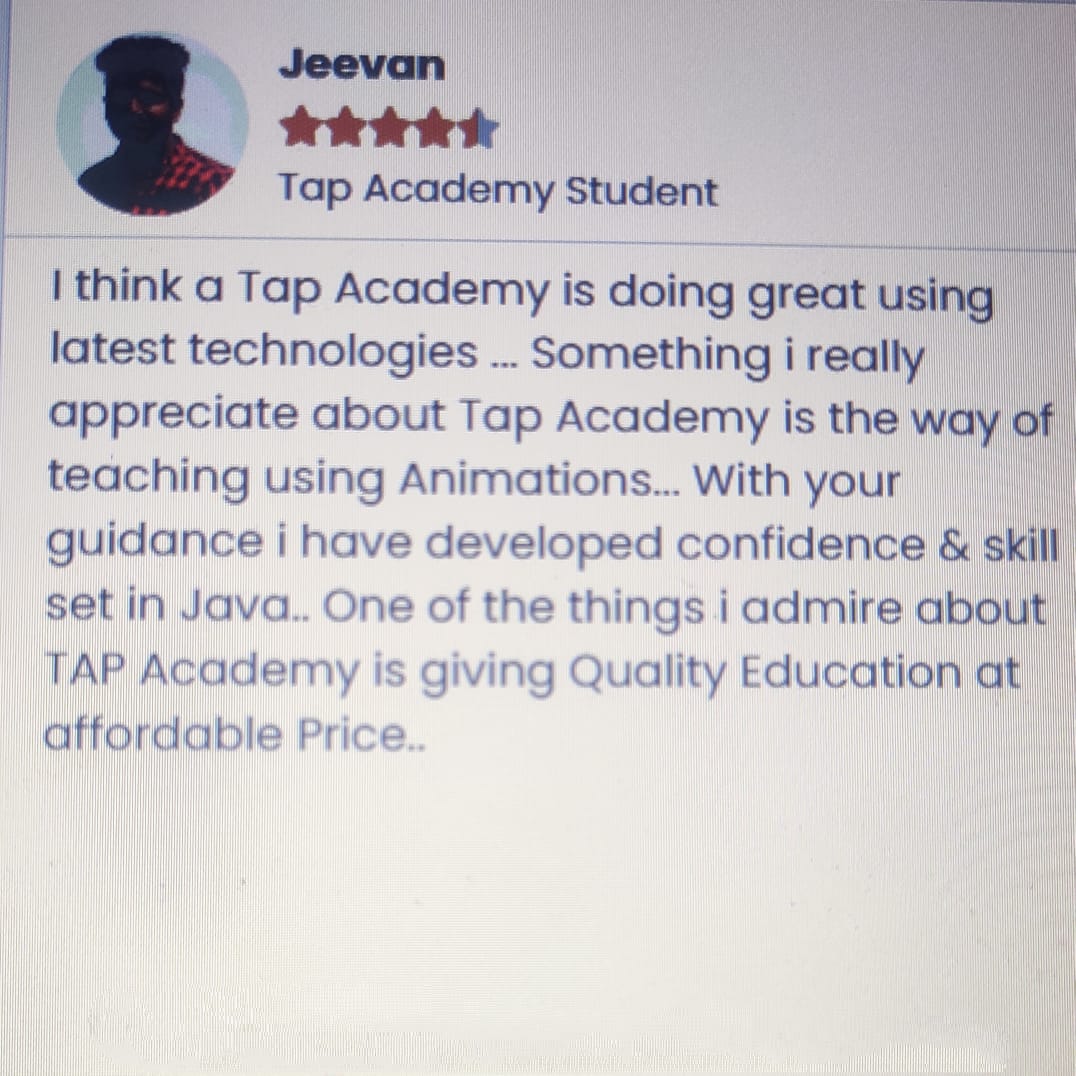 Jeevan
Tap Academy Student
I think a Tap Academy is doing great using
latest technologies ... Something i really
appreciate about Tap Academy is the way of
teaching using Animations... With your
guidance i have developed confidence & skill
set in Java.. One of the things i admire about
TAP Academy is giving Quality Education at
affordable Price..